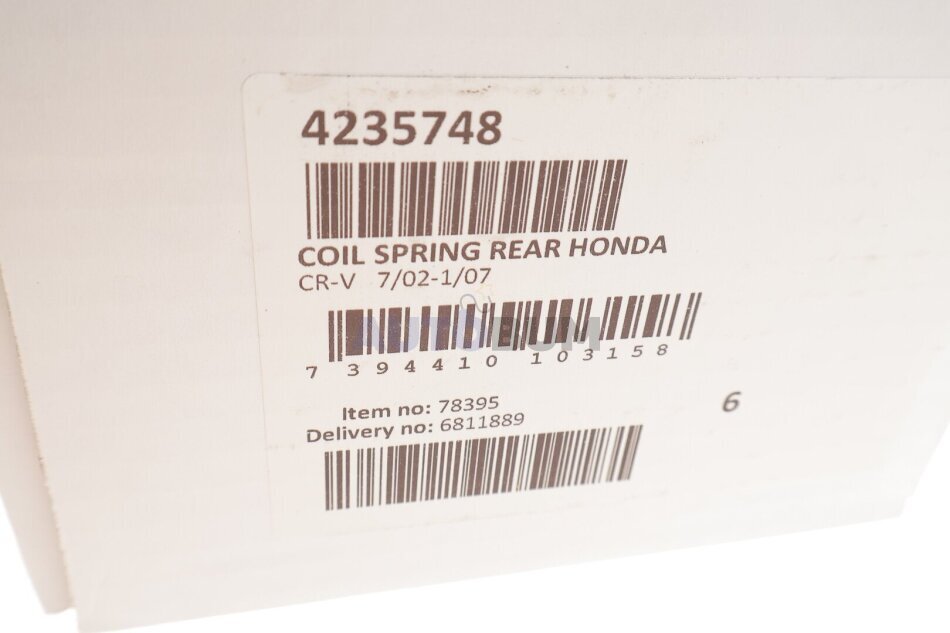 4235748
COIL SPRING REAR HONDA
CR-V 7/02-1/07
AUTOBUM
7 394410 103158
Item no: 78395
6
Delivery no: 6811889